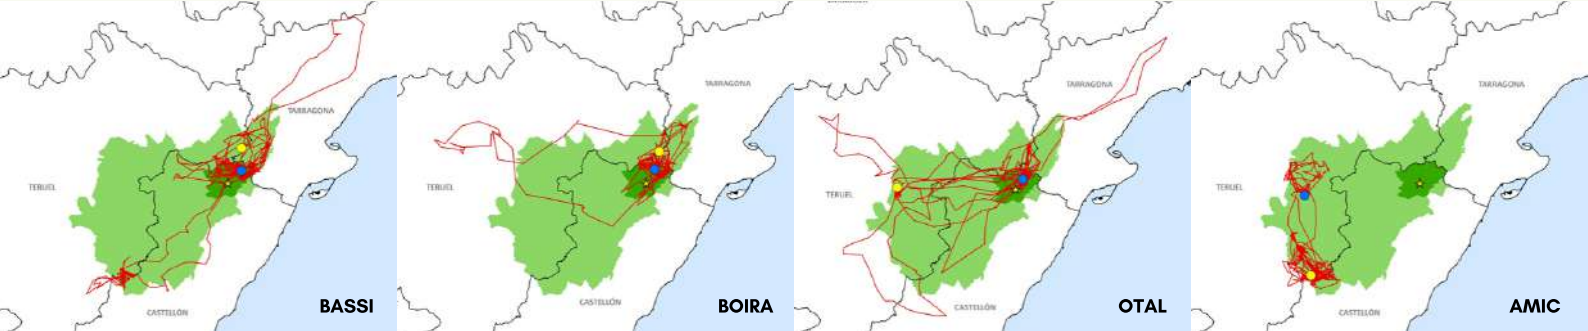 TARRAGONA
TERUEL
CASTELLÓN
BASSI
TARRAGONA
TERUEL
CASTELLÓN
BOIRA
TARRAGONA
TERUEL
CASTELLÓN
OTAL
TARRAGONA
TERUEL
CASTELLÓN
AMIC